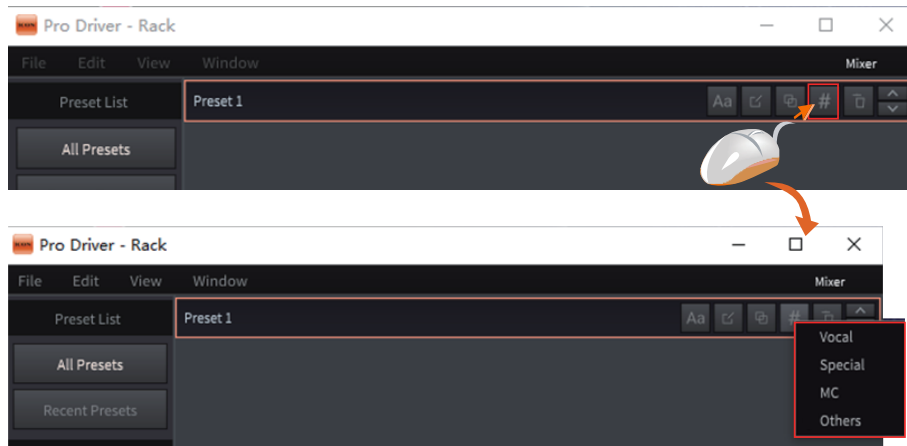 Pro Driver - Rack
File Edit View Window Mixer
Preset List Preset 1 Aa #
All Presets
Pro Driver - Rack
File Edit View Window Mixer
Preset List Preset 1 Aa #
Vocal
All Presets Special
MC
Recent Presets Others